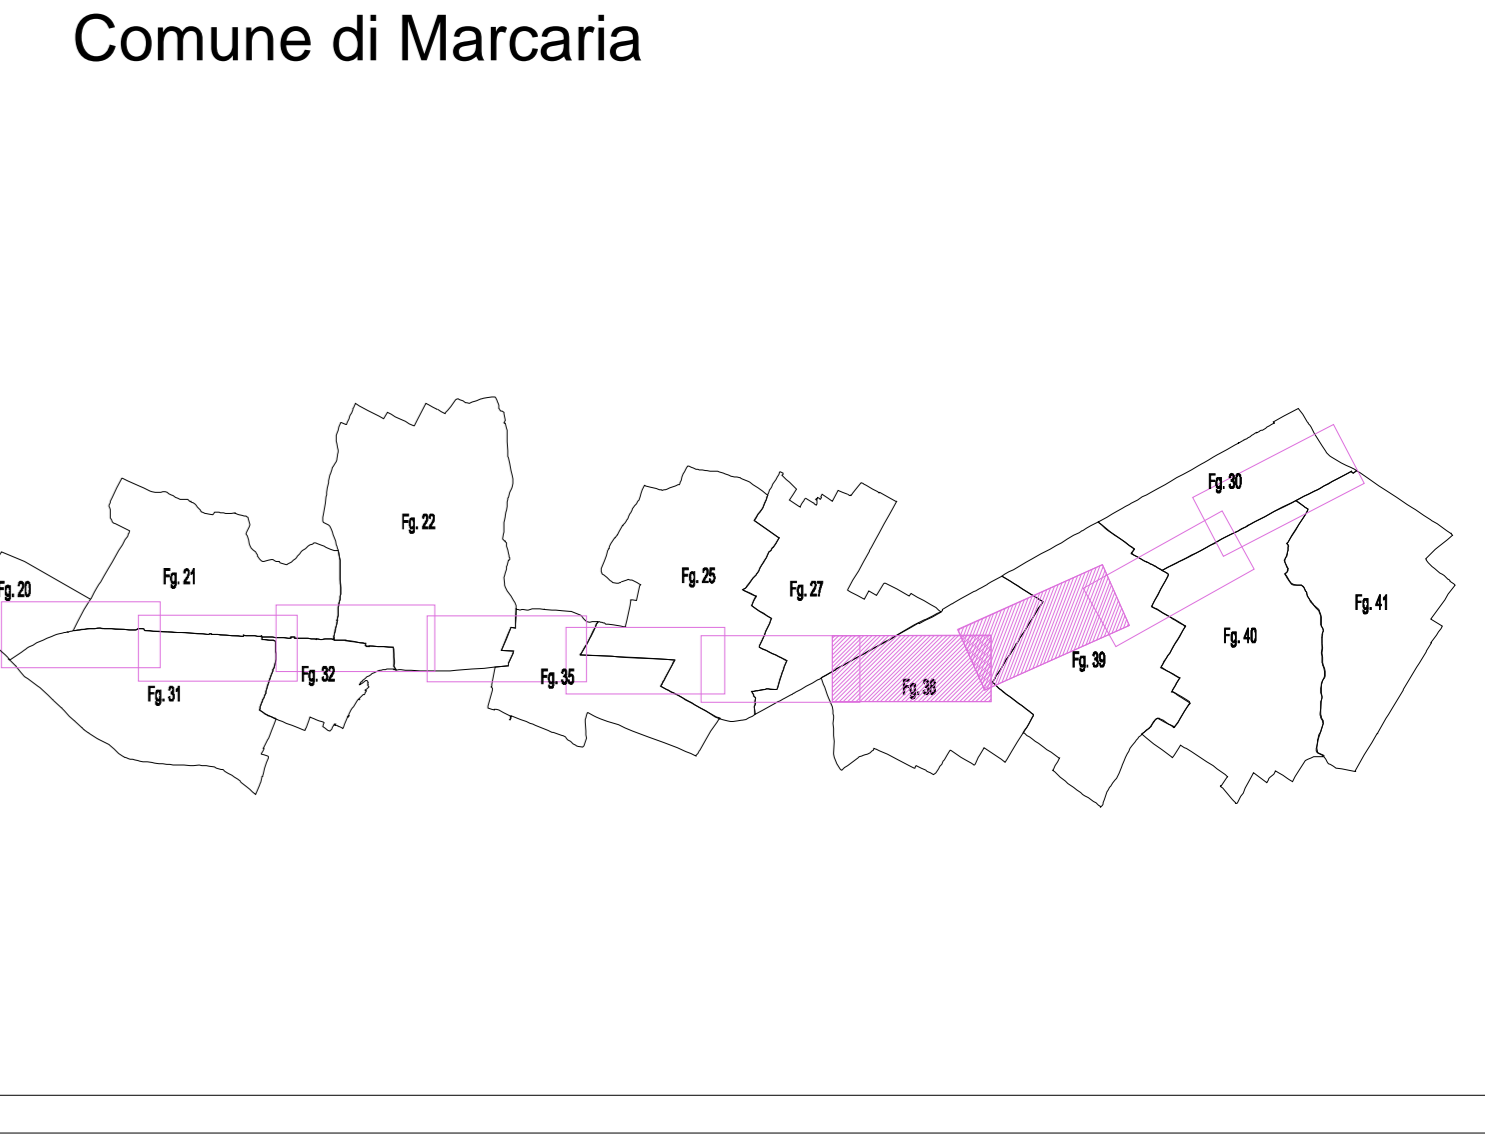 Comune di Marcaria
Fg. 30
Fg. 22
Fg. 21
Fg. 25
Fg. 20
Fg. 27
Fg. 41
Fg. 40
Fg. 39
Fg. 32
Fg. 35
Fg. 38
Fg. 31